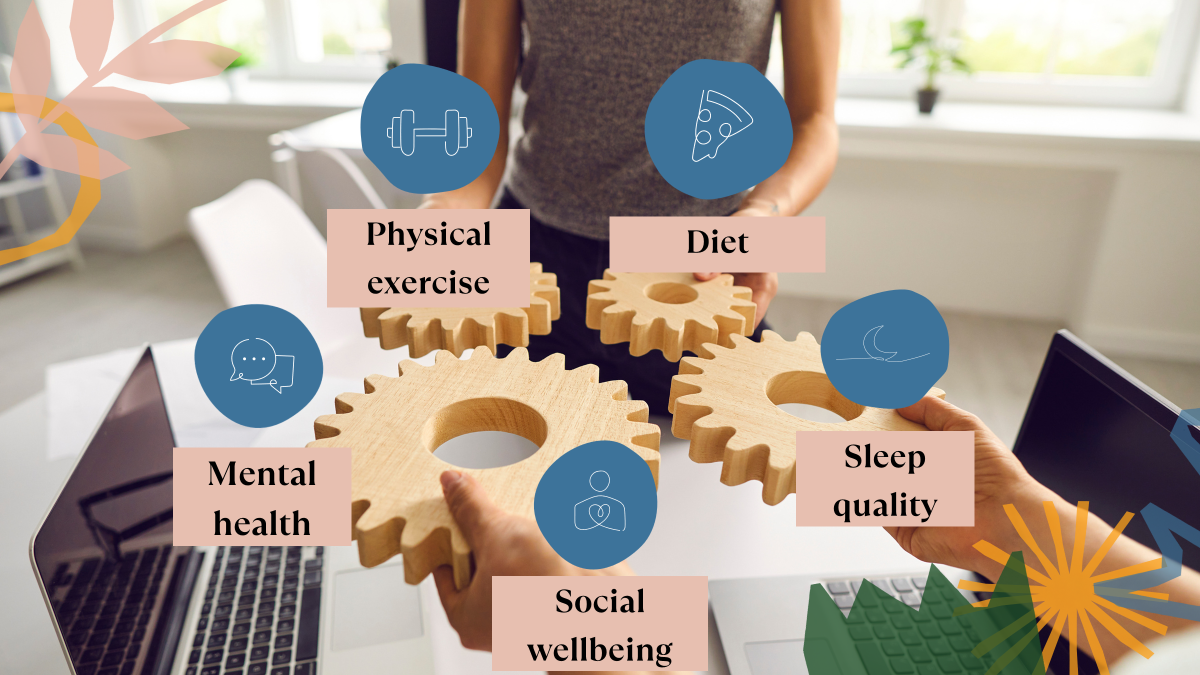 Physical
exercise
Diet
Mental
health
Sleep
quality
Social
wellbeing